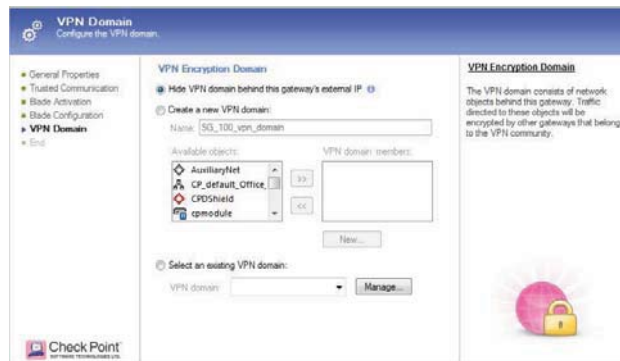 VPN Domain
Configure the VPN domain.
General Properties
Trusted Communication
Blade Activation
Blade Configuration
VPN Domain
End
VPN Encryption Domain
Hide VPN domain behind this gateway's external IP
Create a new VPN domain:
Name: SG_100_vpn_domain
Available objects:
VPN domain members:
AuxiliaryNet
CP_default_Office_
CPDShield
cpmodule
>>
<<
New...
Select an existing VPN domain:
VPN domain:
Manage...
VPN Encryption Domain
The VPN domain consists of network
objects behind this gateway. Traffic
directed to these objects will be
encrypted by other gateways that belong
to the VPN community.
Check Point
SOFTWARE TECHNOLOGIES LTD.